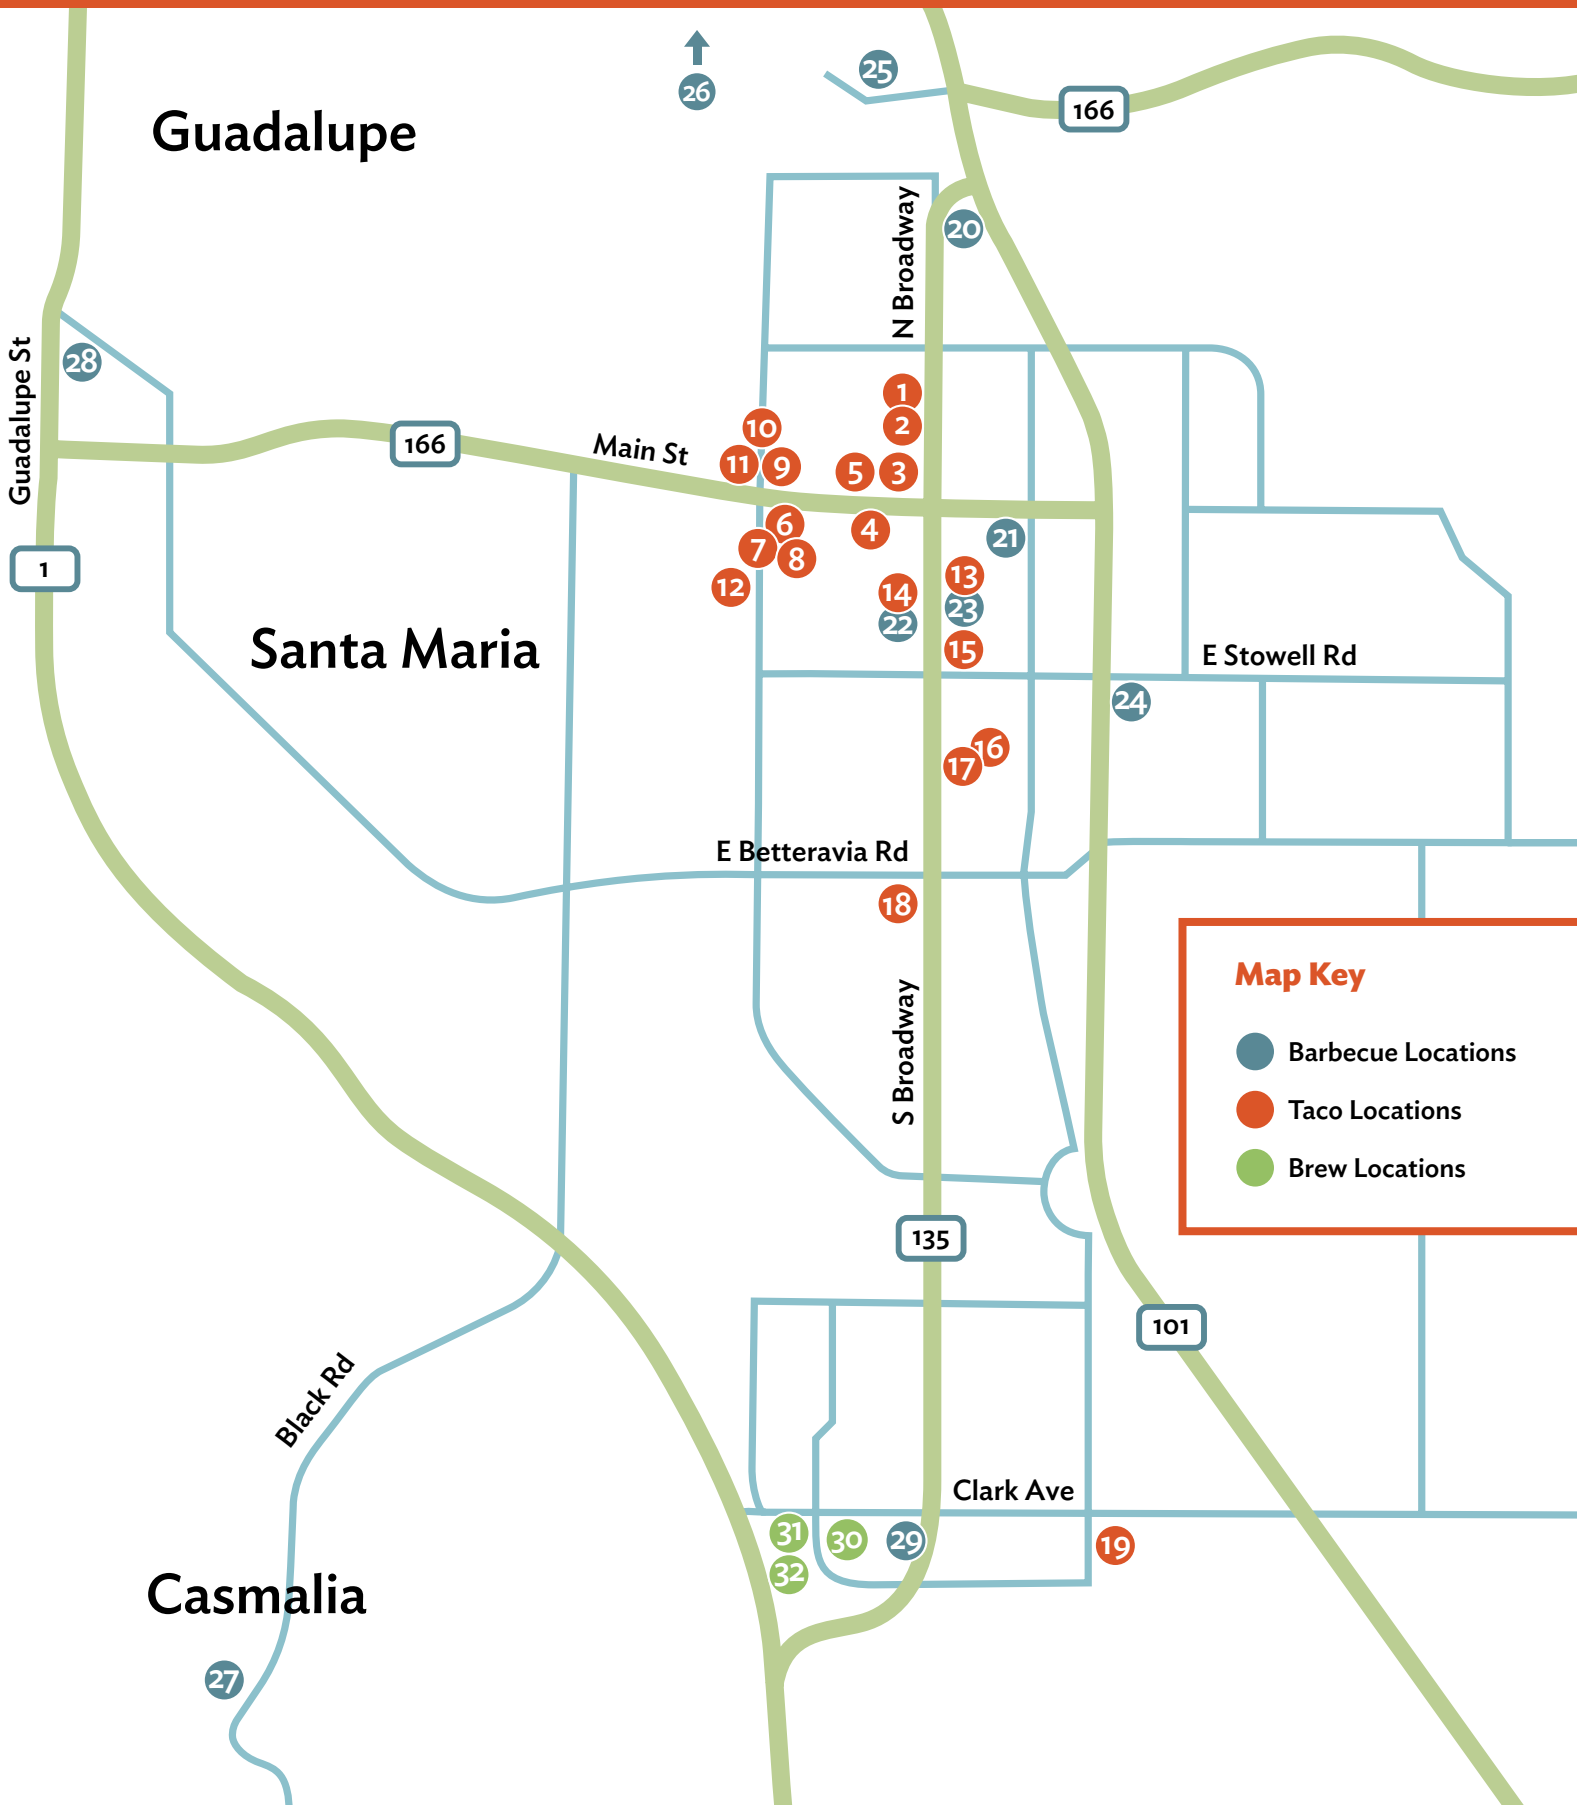 26
25
166
Guadalupe
N Broadway
20
Guadalupe St
28
1
2
10
11
9
5
3
166
Main St
6
4
7
8
12
21
13
14
23
22
15
1
Santa Maria
E Stowell Rd
24
16
17
E Betteravia Rd
18
S Broadway
Map Key
Barbecue Locations
Taco Locations
Brew Locations
135
101
Black Rd
Clark Ave
31
30
29
19
32
Casmalia
27